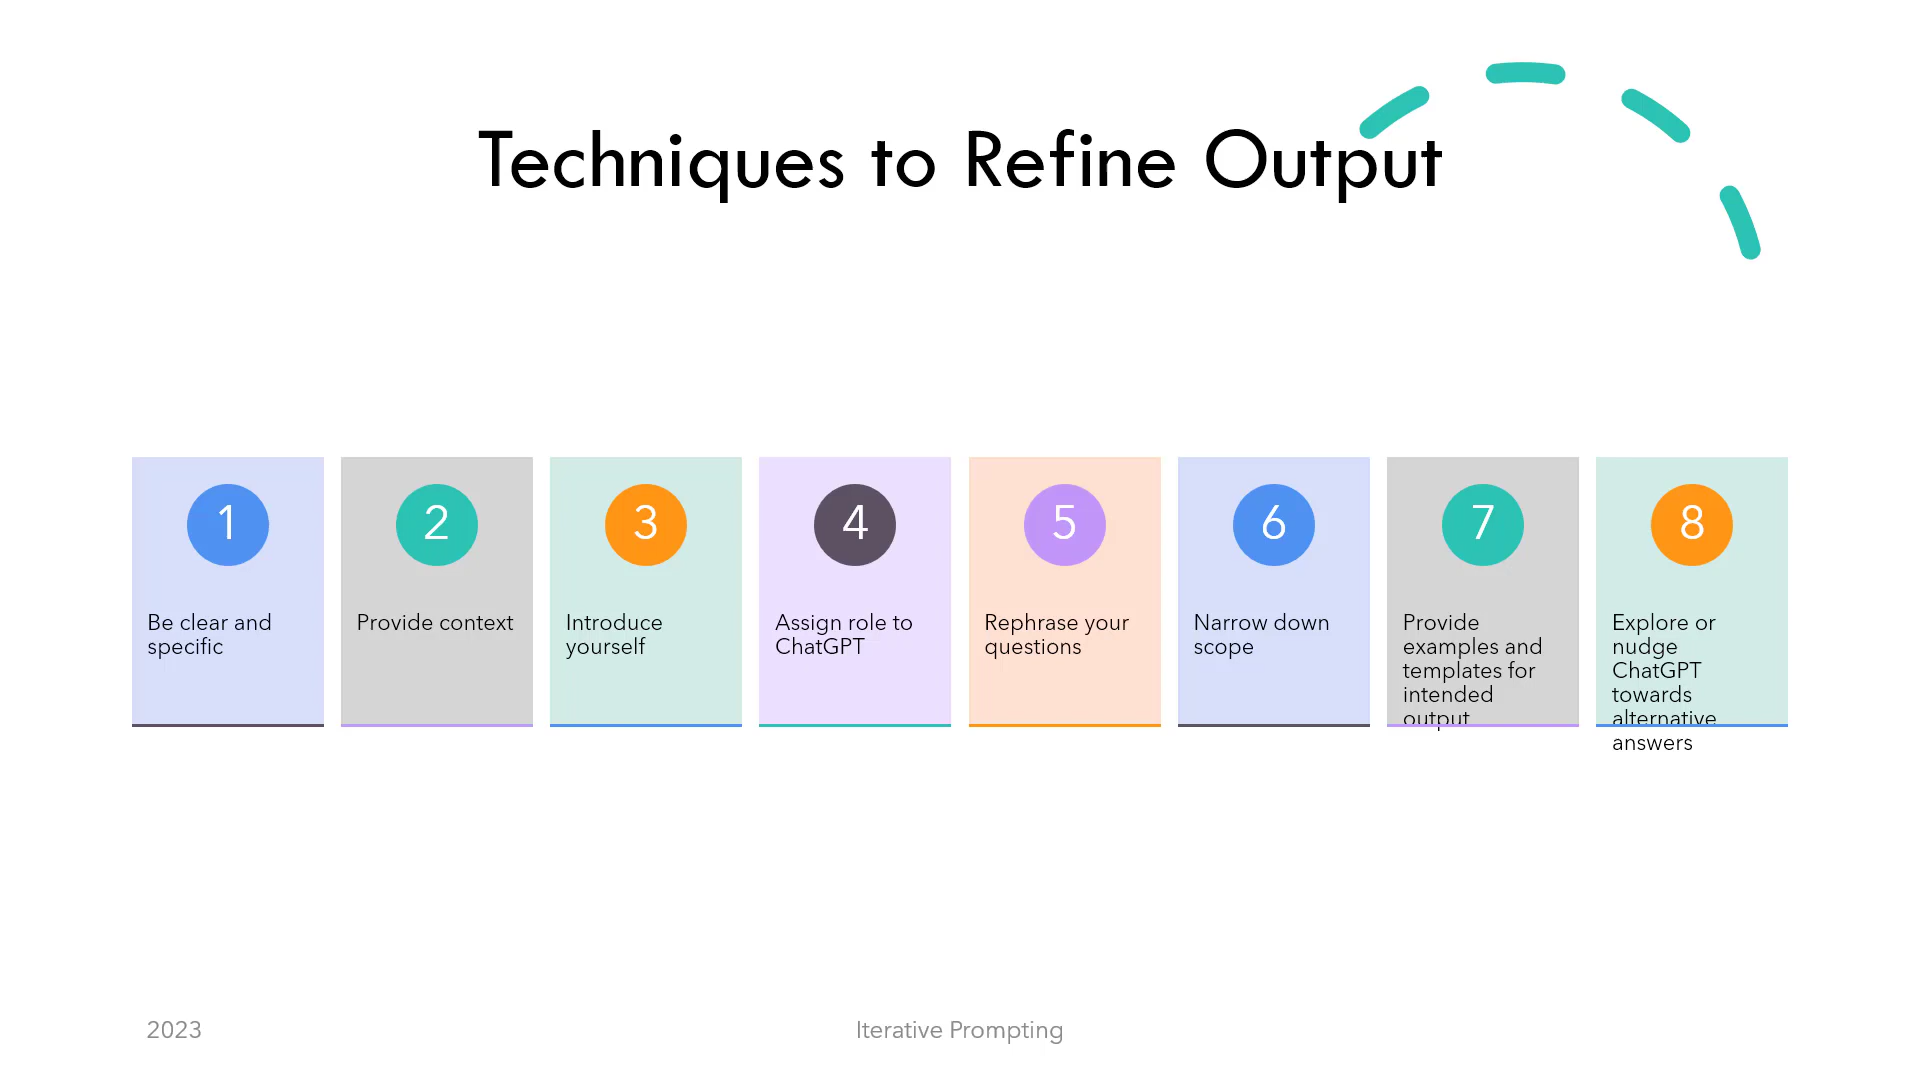 Techniques to Refine Output
1
Be clear and
specific
2
Provide context
3
Introduce
yourself
4
Assign role to
ChatGPT
5
Rephrase your
questions
6
Narrow down
scope
7
Provide
examples and
templates for
intended
output
8
Explore or
nudge
ChatGPT
towards
alternative
answers
2023
Iterative Prompting